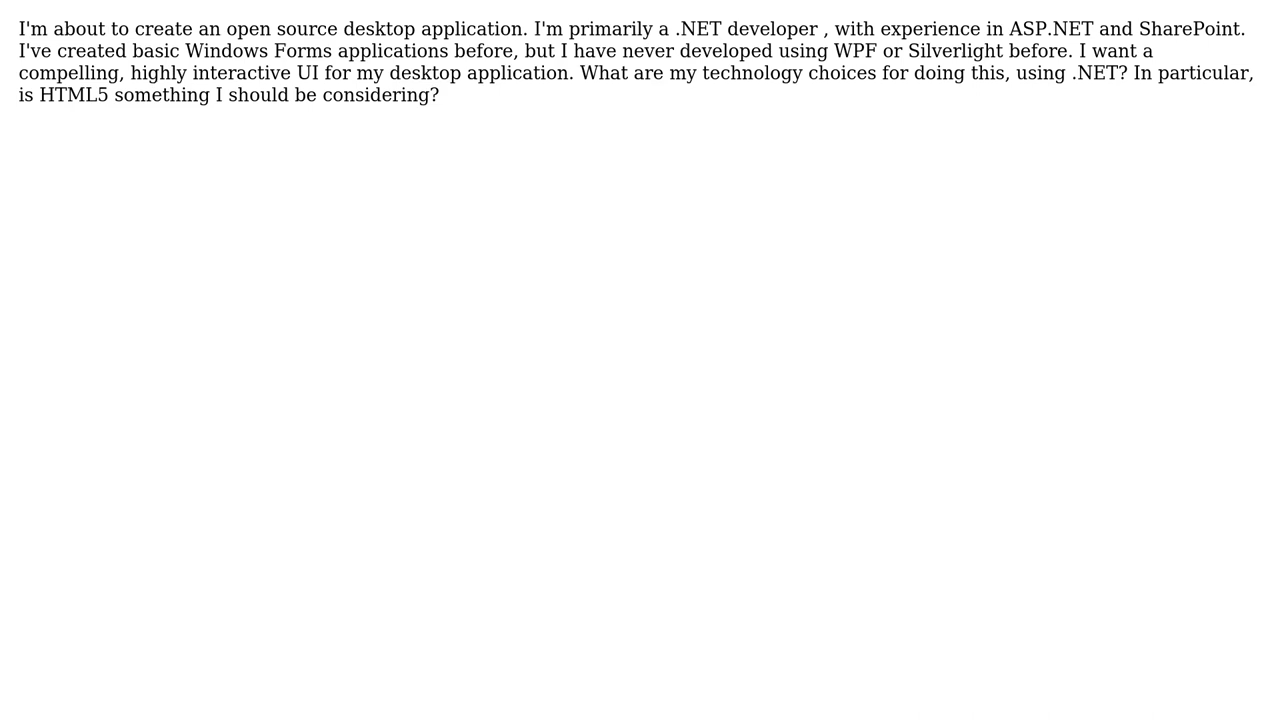 I'm about to create an open source desktop application. I'm primarily a .NET developer , with experience in ASP.NET and SharePoint.
I've created basic Windows Forms applications before, but I have never developed using WPF or Silverlight before. I want a
compelling, highly interactive UI for my desktop application. What are my technology choices for doing this, using .NET? In particular,
is HTML5 something I should be considering?